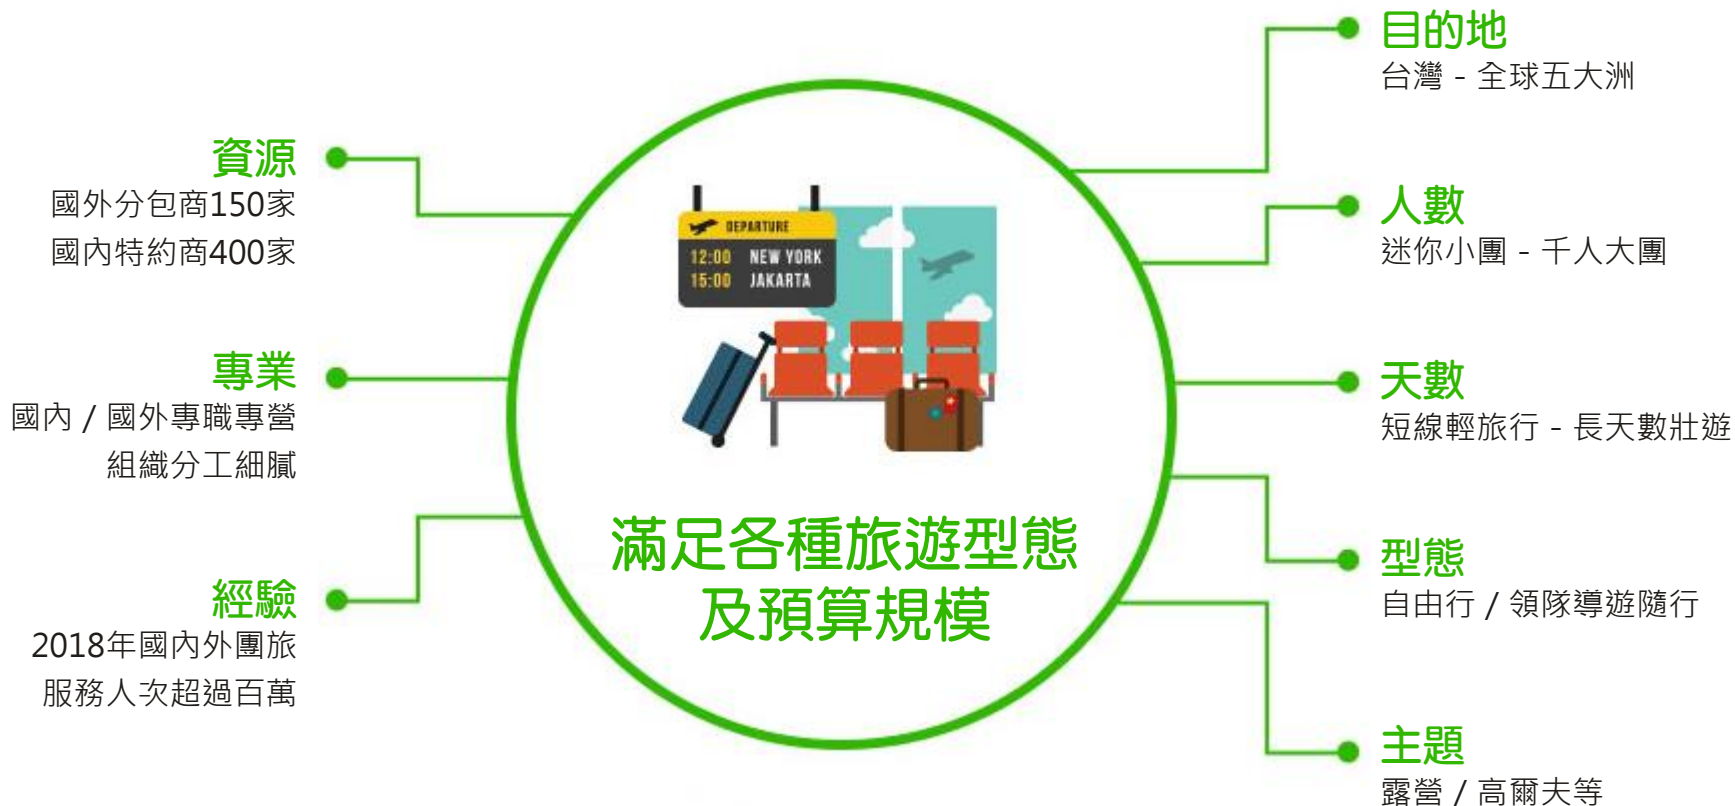 資源
國外分包商150家
國內特約商400家
專業
國內 / 國外專職專營
組織分工細膩
經驗
2018年國內外團旅
服務人次超過百萬
DEPARTURE
12:00 NEW YORK
15:00 JAKARTA
滿足各種旅遊型態
及預算規模
目的地
台灣 - 全球五大洲
人數
迷你小團 - 千人大團
天數
短線輕旅行 - 長天數壯遊
型態
自由行 / 領隊導遊隨行
主題
露營 / 高爾夫等